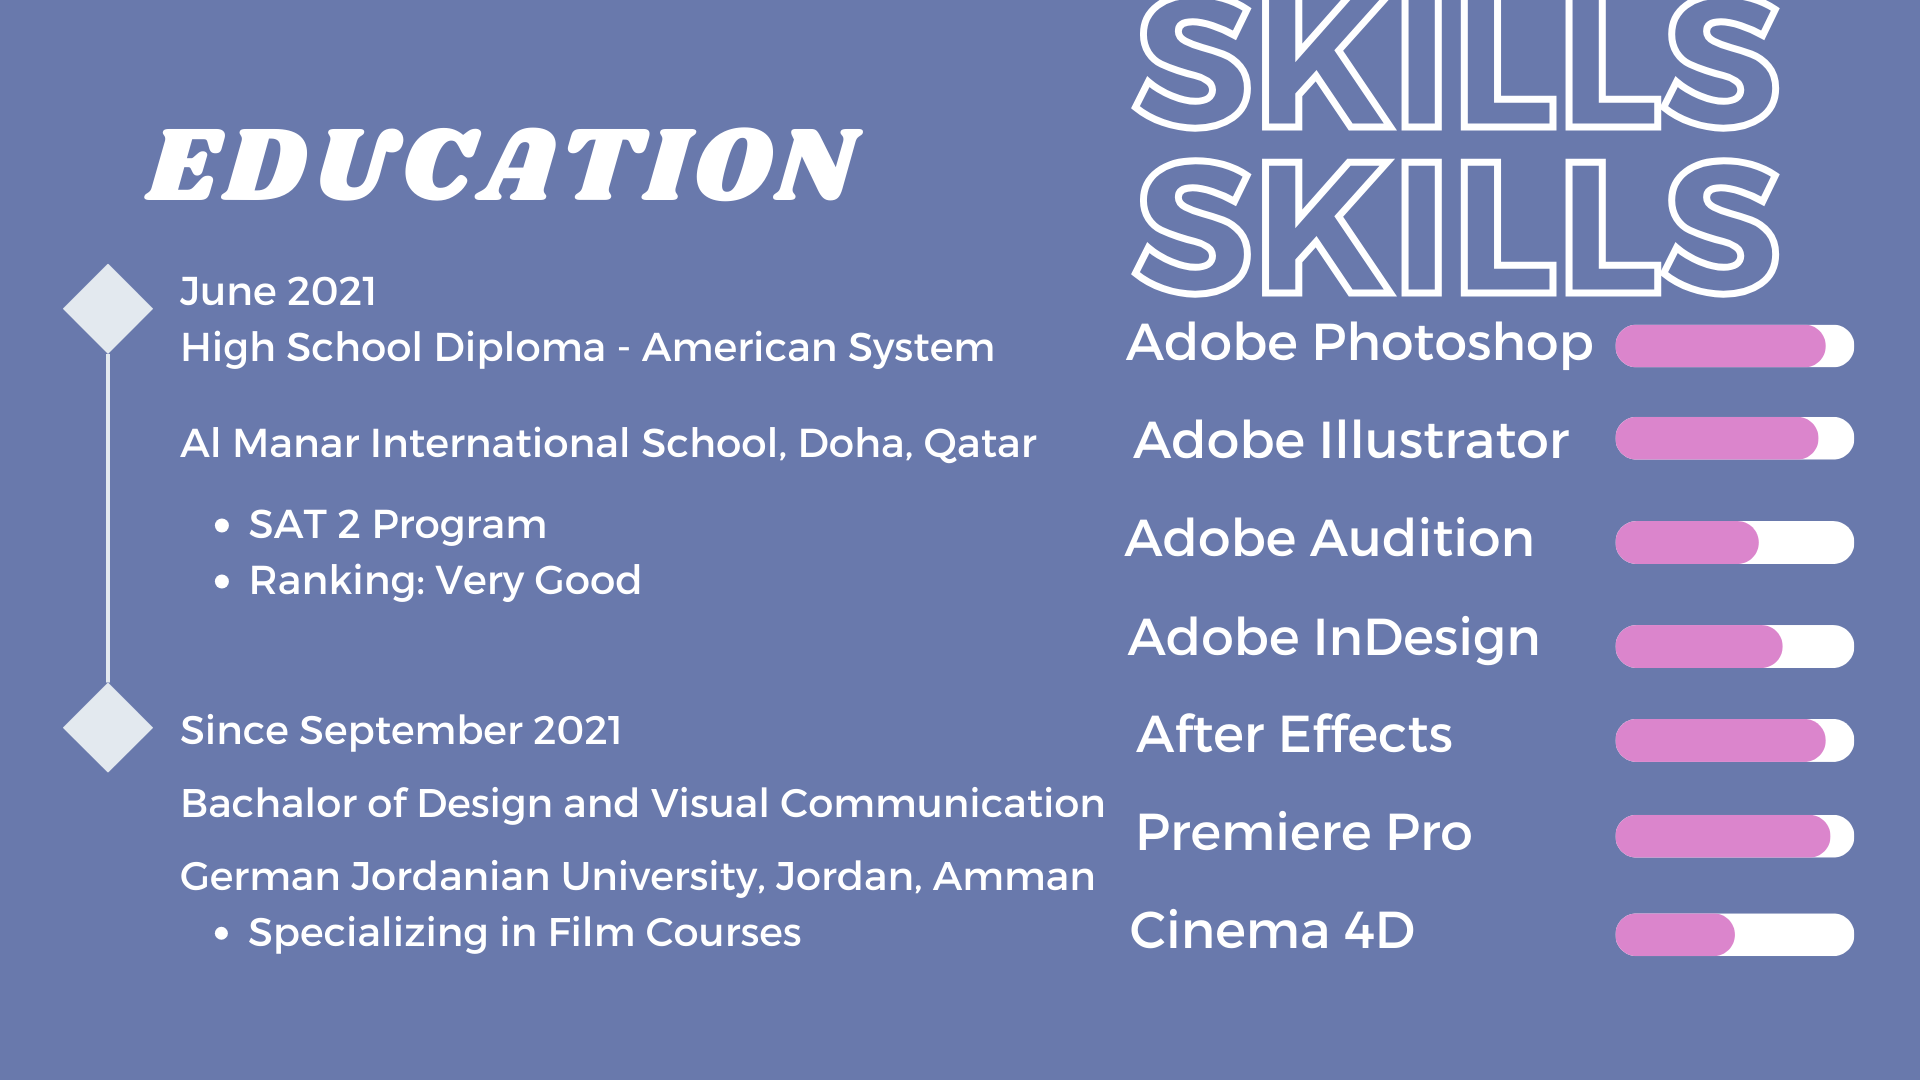 EDUCATION
June 2021
High School Diploma - American System
Al Manar International School, Doha, Qatar
SAT 2 Program
Ranking: Very Good
Since September 2021
Bachalor of Design and Visual Communication
German Jordanian University, Jordan, Amman
Specializing in Film Courses
SKILLS
SKILLS
Adobe Photoshop
Adobe Illustrator
Adobe Audition
Adobe InDesign
After Effects
Premiere Pro
Cinema 4D